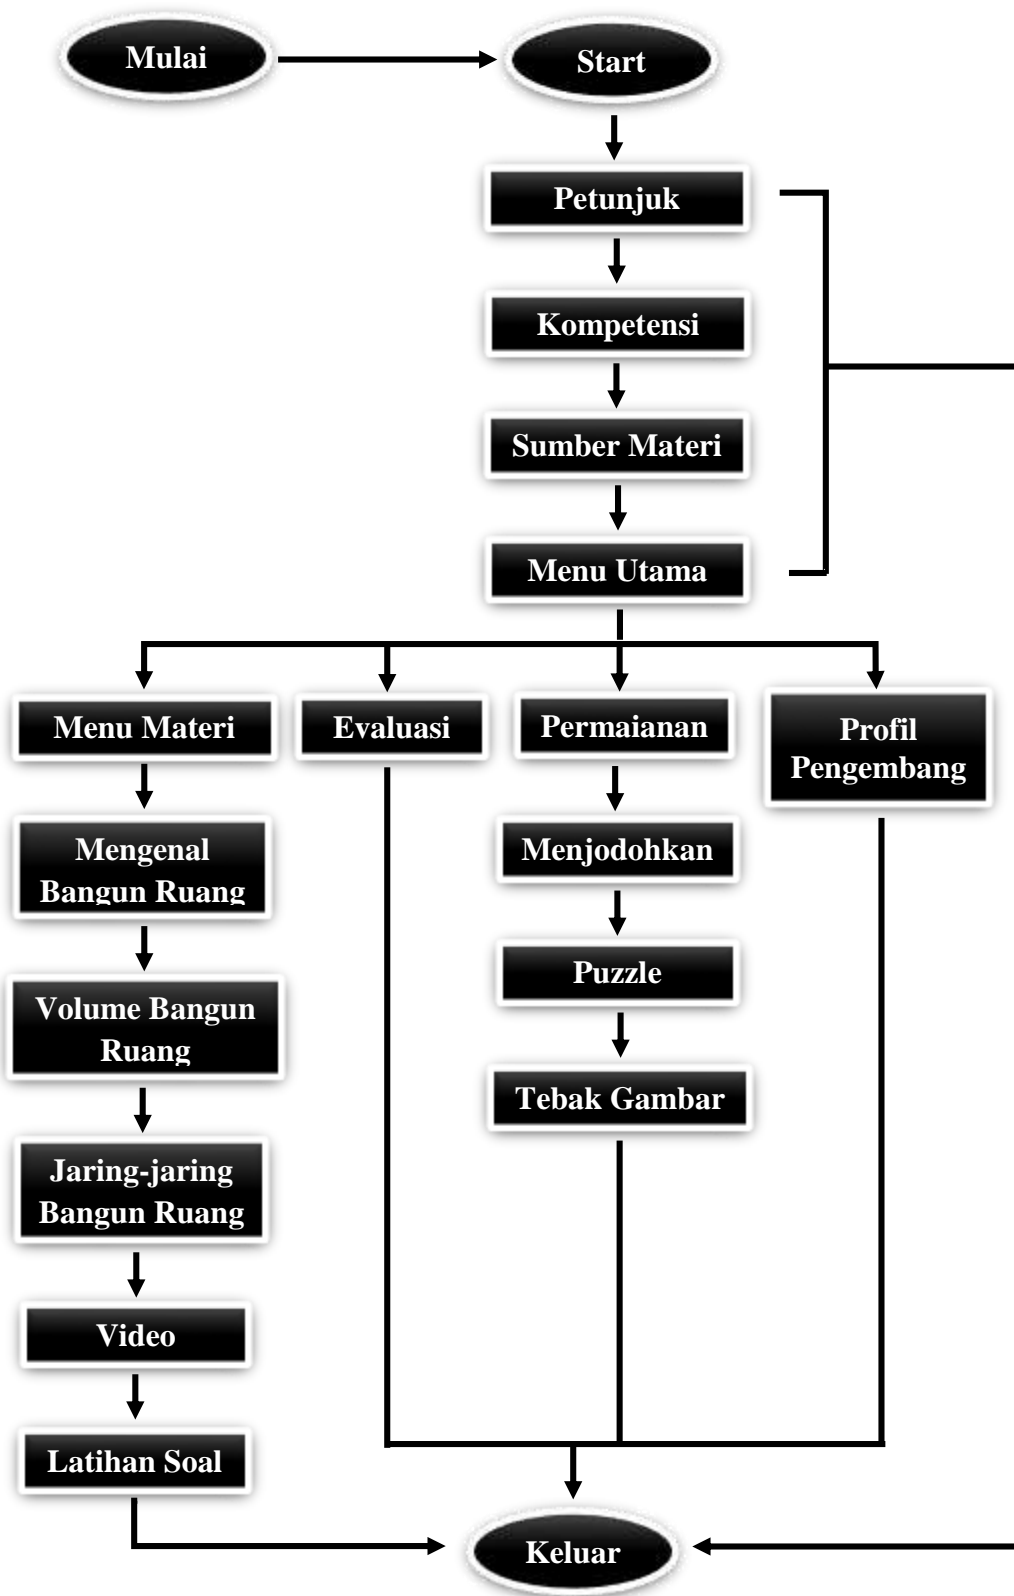 Mulai
Start
Petunjuk
Kompetensi
Sumber Materi
Menu Utama
Menu Materi
Evaluasi
Permaianan
Profil
Pengembang
Mengenal
Bangun Ruang
Menjodohkan
Puzzle
Volume Bangun
Ruang
Tebak Gambar
Jaring-jaring
Bangun Ruang
Video
Latihan Soal
Keluar